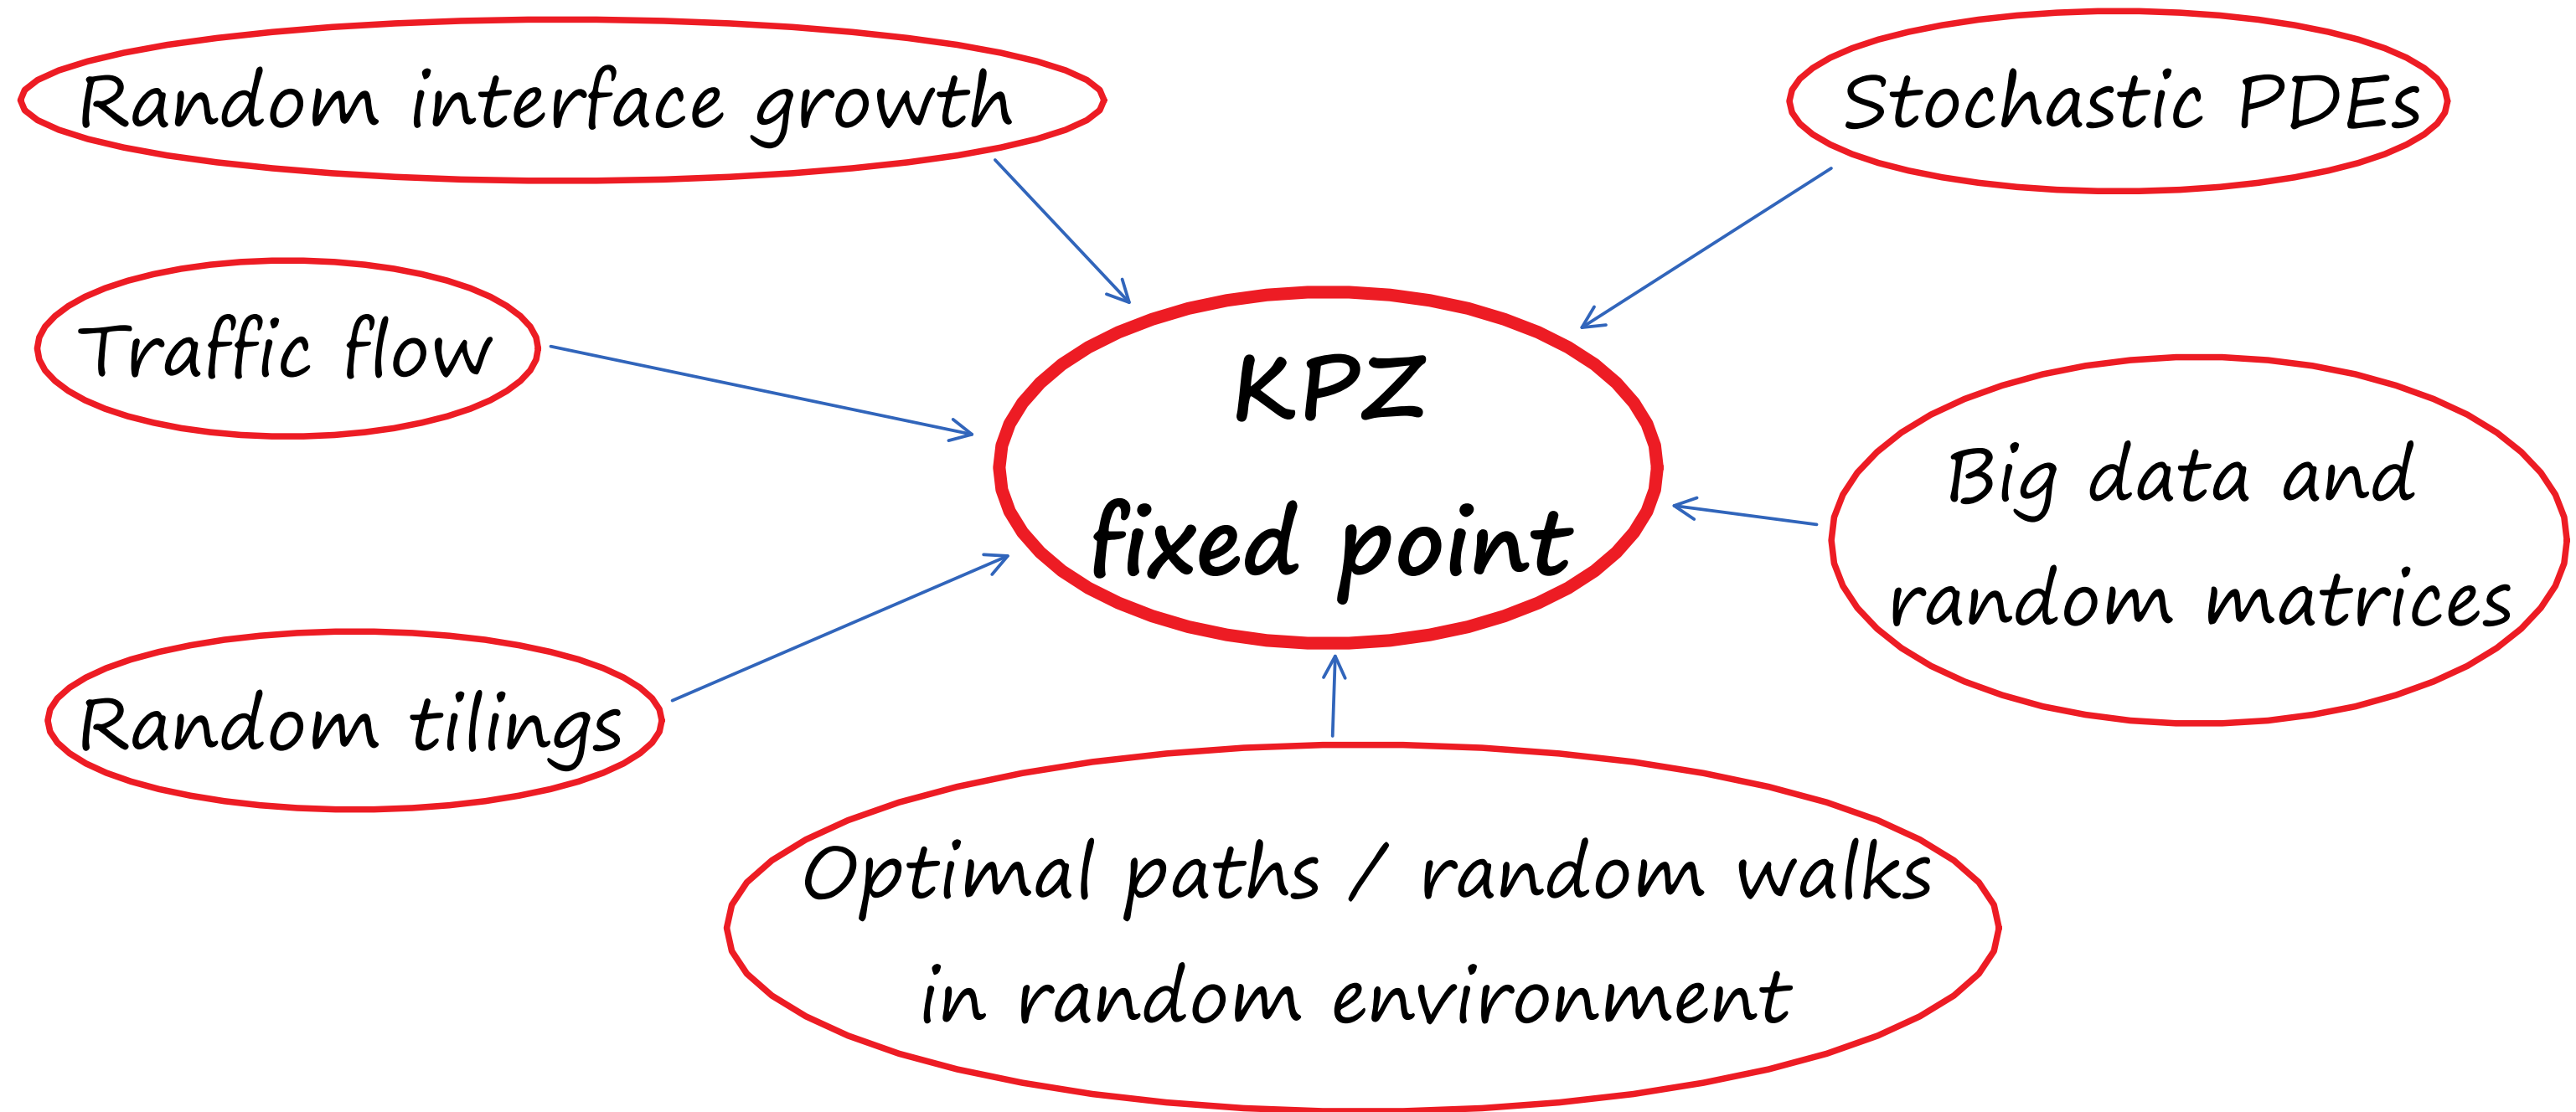 Random interface growth
Stochastic PDEs
Traffic flow
KPZ
fixed point
Big data and
random matrices
Random tilings
Optimal paths / random walks
in random environment